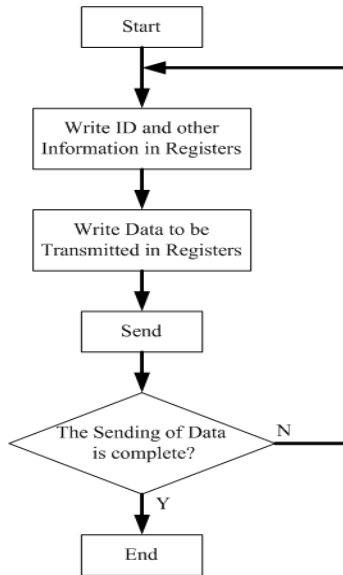 Start
Write ID and other
Information in Registers
Write Data to be
Transmitted in Registers
Send
The Sending of Data
is complete?
N
Y
End